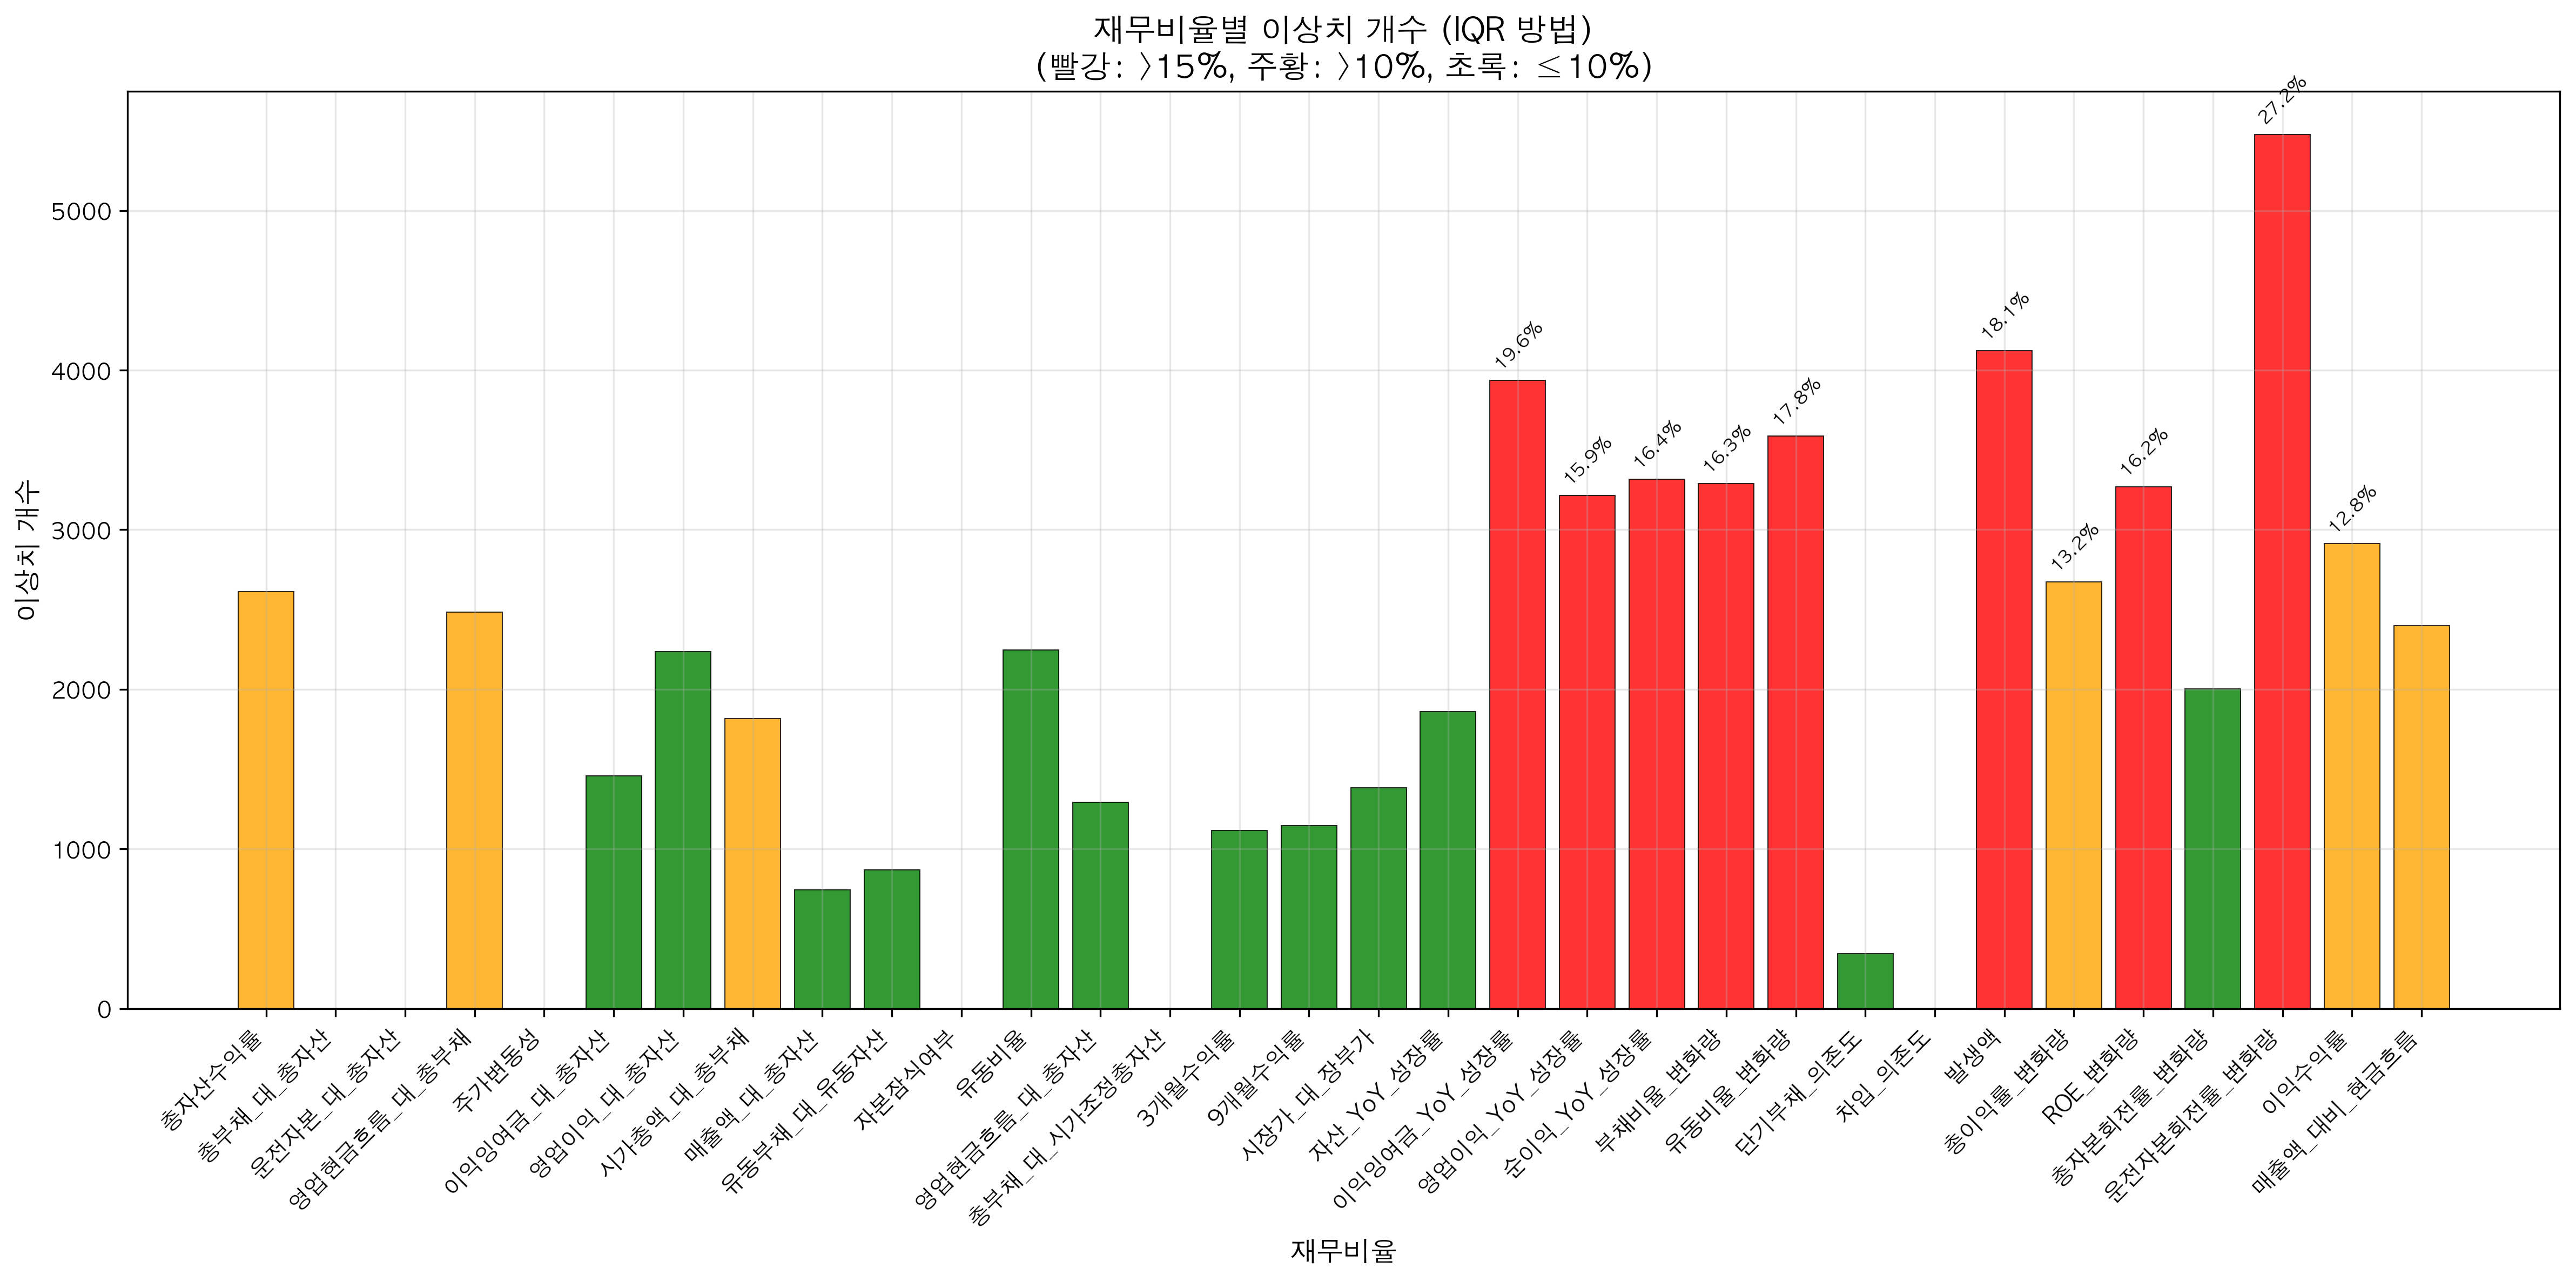 재무비율별 이상치 개수 (IQR 방법)
(빨강: >15%, 주황: >10%, 초록: ≤10%)
이상치 개수
5000
4000
3000
2000
1000
0
19.6%
15.9%
16.4%
16.3%
17.8%
18.1%
13.2%
16.2%
27.2%
12.8%
총자산수익률
총부채_대_총자산
운전자본_대_총자산
영업현금흐름_대_총부채
주가변동성
이익잉여금_대_총자산
영업이익_대_총자산
시가총액_대_총부채
매출액_대_총자산
유동부채_대_유동자산
자본잠식여부
유동비율
영업현금흐름_대_총자산
총부채_대_시가조정총자산
3개월수익률
9개월수익률
시장가_대_장부가
자산_YoY_성장률
이익잉여금_YoY_성장률
영업이익_YoY_성장률
순이익_YoY_성장률
부채비율_변화량
유동비율_변화량
단기부채_의존도
차입_의존도
발생액
총이익률_변화량
ROE_변화량
총자본회전률_변화량
운전자본회전률_변화량
이익수익률
매출액_대비_현금흐름
재무비율